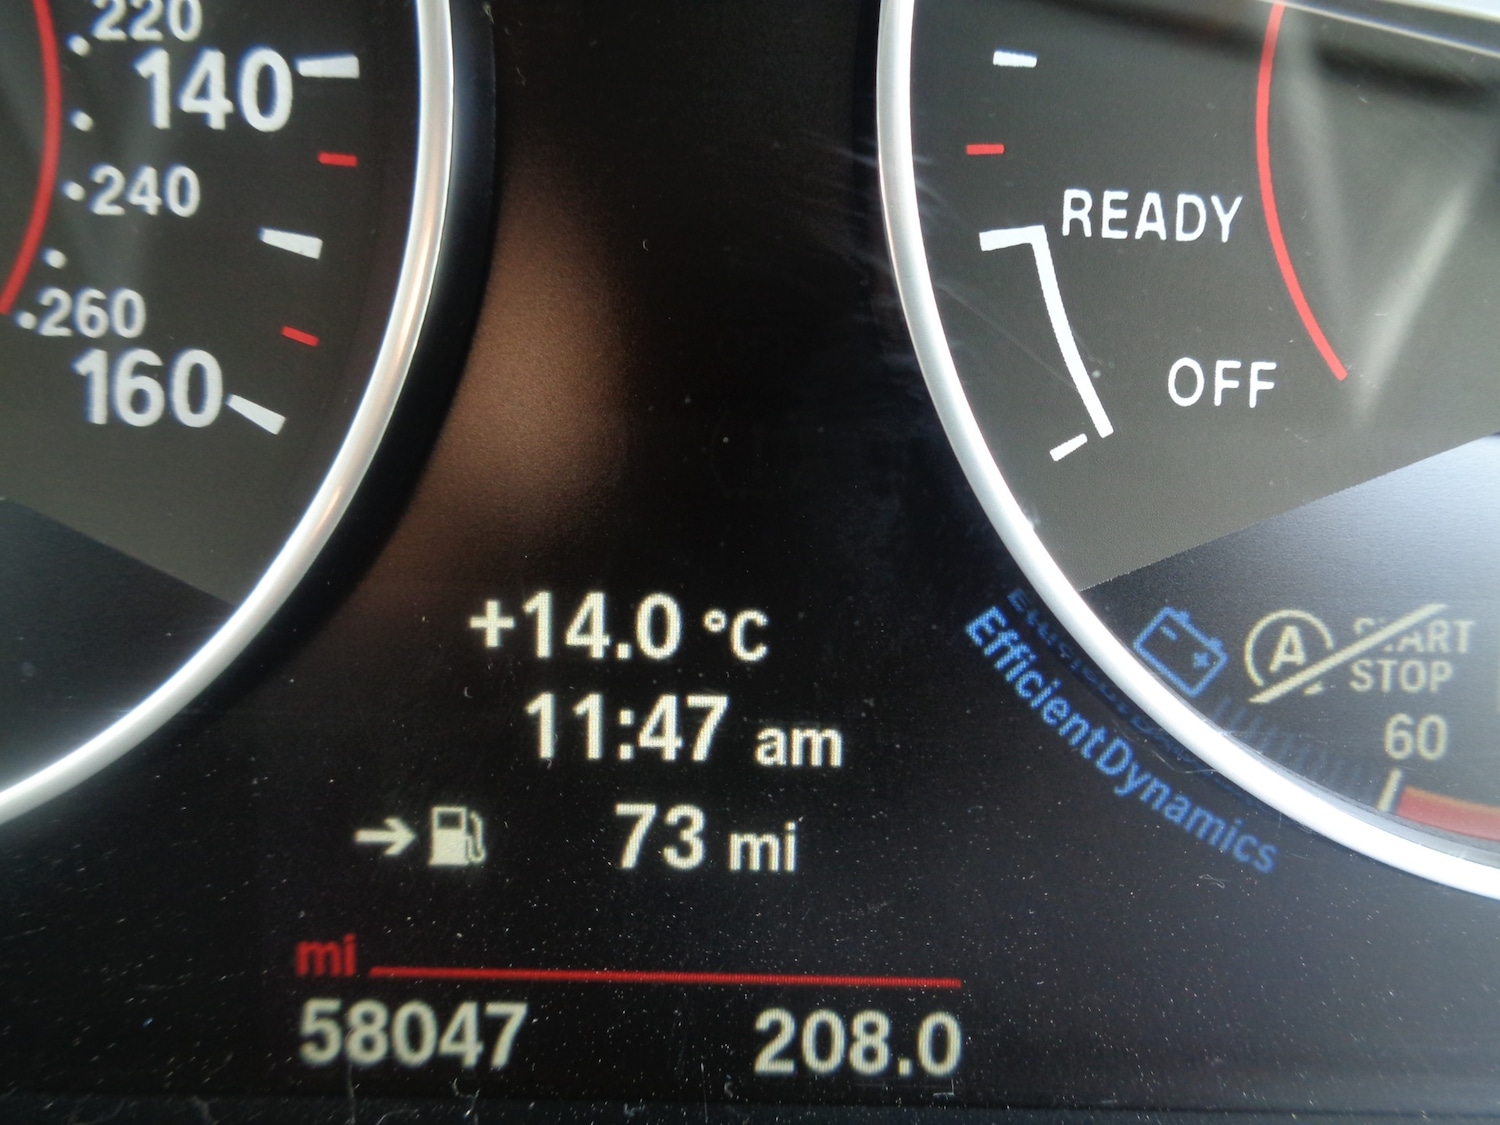 220
140
240
260
160
READY
OFF
+14.0 °C
11:47 am
73 mi
mi
58047 208.0
EfficientDynamics
A
START
STOP
60